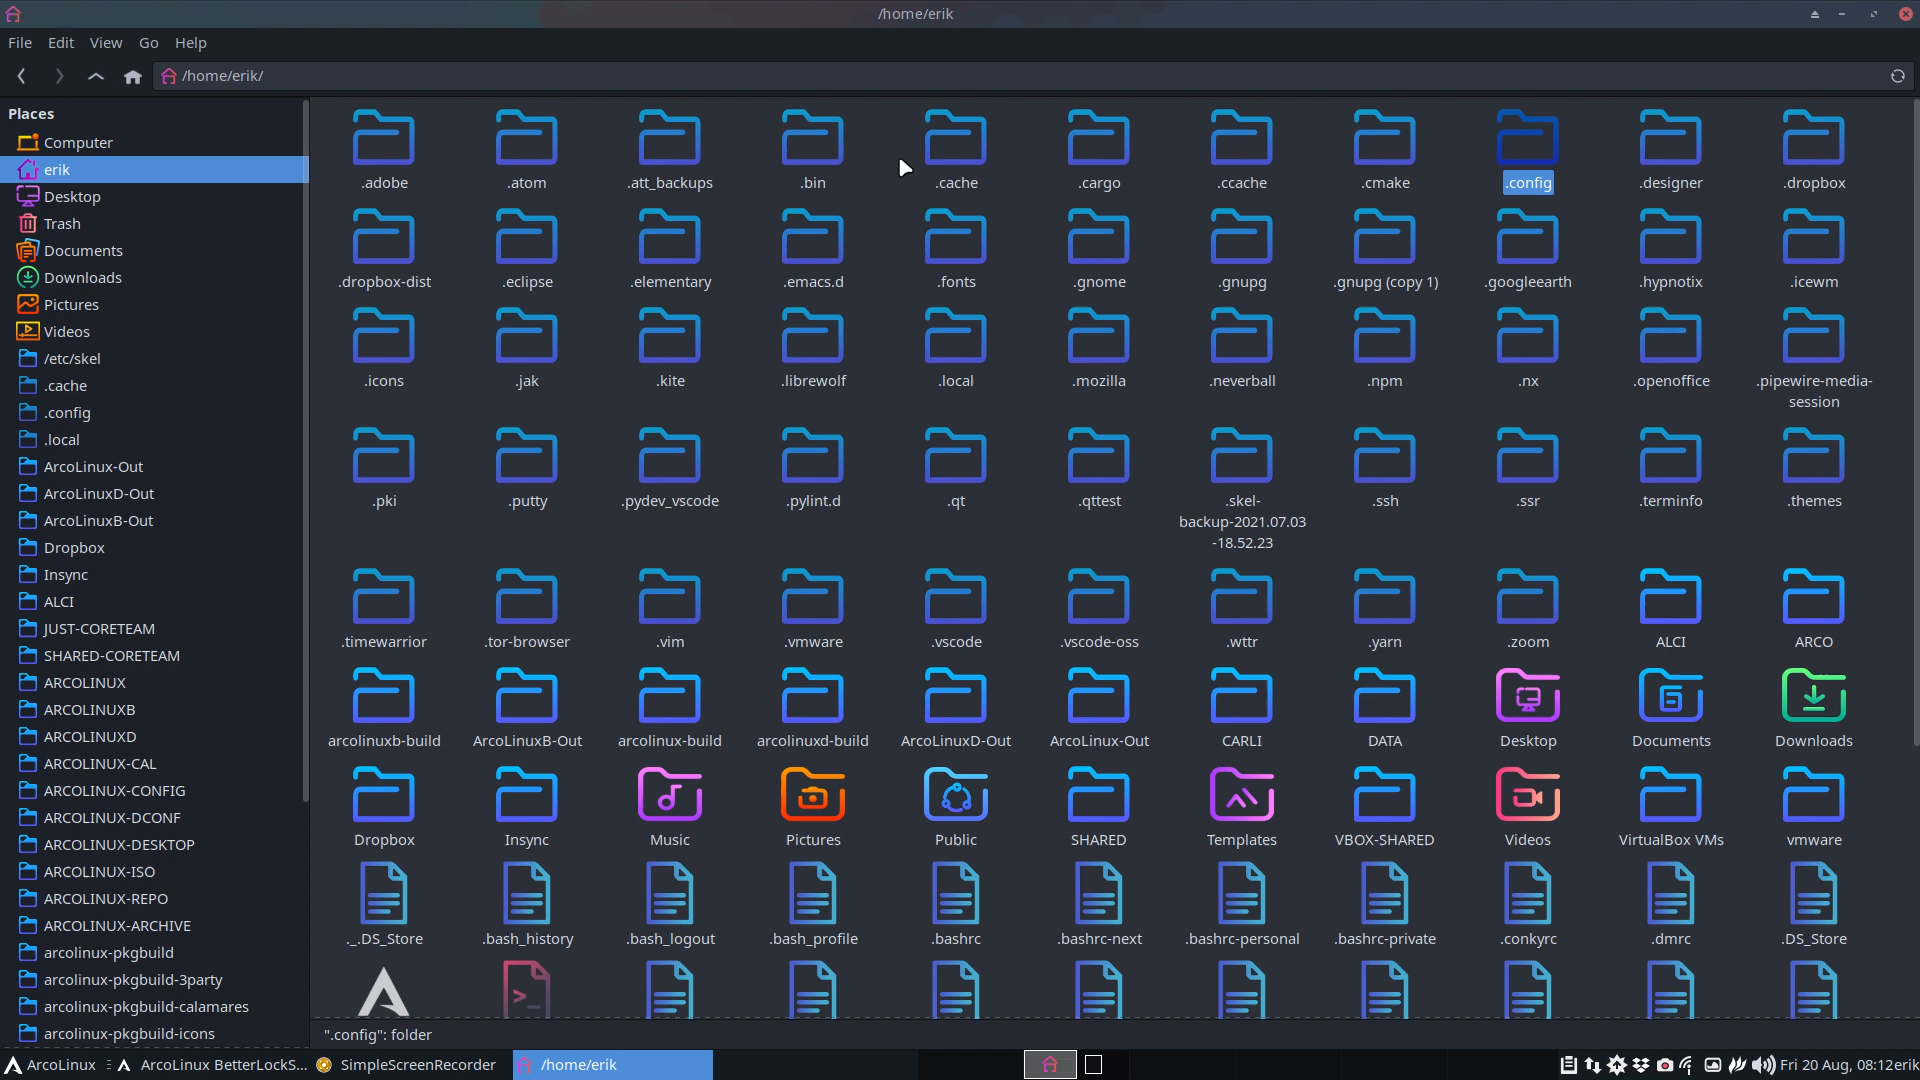 /home/erik
File Edit View Go Help
/home/erik/
Places
Computer
erik
Desktop
Trash
Documents
Downloads
Pictures
Videos
/etc/skel
.cache
.config
.local
ArcoLinux-Out
ArcoLinuxD-Out
ArcoLinuxB-Out
Dropbox
Insync
ALCI
JUST-CORETEAM
SHARED-CORETEAM
ARCOLINUX
ARCOLINUXB
ARCOLINUXD
ARCOLINUX-CAL
ARCOLINUX-CONFIG
ARCOLINUX-DCONF
ARCOLINUX-DESKTOP
ARCOLINUX-ISO
ARCOLINUX-REPO
ARCOLINUX-ARCHIVE
arcolinux-pkgbuild
arcolinux-pkgbuild-3party
arcolinux-pkgbuild-calamares
arcolinux-pkgbuild-icons
.adobe .atom .att_backups .bin .cache .cargo .ccache .cmake .config .designer .dropbox
.dropbox-dist .eclipse .elementary .emacs.d .fonts .gnome .gnupg .gnupg (copy 1) .googleearth .hypnotix .icewm
.icons .jak .kite .librewolf .local .mozilla .neverball .npm .nx .openoffice .pipewire-media-
session
.pki .putty .pydev_vscode .pylint.d .qt .qttest .skel- .ssh .ssr .terminfo .themes
backup-2021.07.03
-18.52.23
.timewarrior .tor-browser .vim .vmware .vscode .vscode-oss .wttr .yarn .zoom ALCI ARCO
arcolinuxb-build ArcoLinuxB-Out arcolinux-build arcolinuxd-build ArcoLinuxD-Out ArcoLinux-Out CARLI DATA Desktop Documents Downloads
Dropbox Insync Music Pictures Public SHARED Templates VBOX-SHARED Videos VirtualBox VMs vmware
._.DS_Store .bash_history .bash_logout .bash_profile .bashrc .bashrc-next .bashrc-personal .bashrc-private .conkyrc .dmrc .DS_Store
".config": folder
ArcoLinux ArcoLinux BetterLockS... SimpleScreenRecorder /home/erik Fri 20 Aug, 08:12 erik